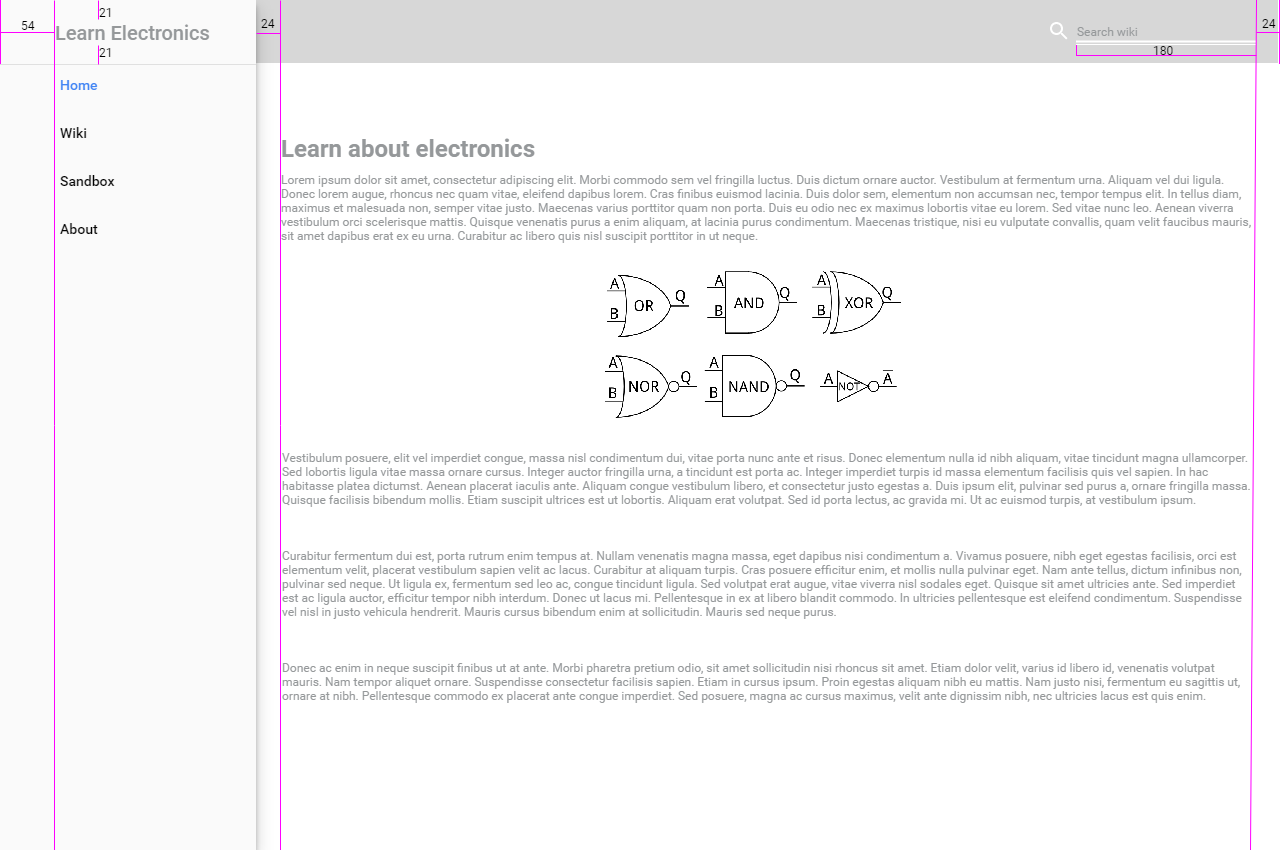 54
21
Learn Electronics
21
24
Search wiki
180
24
Home
Wiki
Sandbox
About
Learn about electronics
Lorem ipsum dolor sit amet, consectetur adipiscing elit. Morbi commodo sem vel fringilla luctus. Duis dictum ornare auctor. Vestibulum at fermentum urna. Aliquam vel dui ligula.
Donec lorem augue, rhoncus nec quam vitae, eleifend dapibus lorem. Cras finibus euismod lacinia. Duis dolor sem, elementum non accumsan nec, tempor tempus elit. In tellus diam,
maximus et malesuada non, semper vitae justo. Maecenas varius porttitor quam non porta. Duis eu odio nec ex maximus lobortis vitae eu lorem. Sed vitae nunc leo. Aenean viverra
vestibulum orci scelerisque mattis. Quisque venenatis purus a enim aliquam, at lacinia purus condimentum. Maecenas tristique, nisi eu vulputate convallis, quam velit faucibus mauris,
sit amet dapibus erat ex eu urna. Curabitur ac libero quis nisl suscipit porttitor in ut neque.
A B OR Q
A B AND Q
A B XOR Q
A B NOR Q
A B NAND Q
A NOT A̅
Vestibulum posuere, elit vel imperdiet congue, massa nisl condimentum dui, vitae porta nunc ante et risus. Donec elementum nulla id nibh aliquam, vitae tincidunt magna ullamcorper.
Sed lobortis ligula vitae massa ornare cursus. Integer auctor fringilla urna, a tincidunt est porta ac. Integer imperdiet turpis id massa elementum facilisis quis vel sapien. In hac
habitasse platea dictumst. Aenean placerat iaculis ante. Aliquam congue vestibulum libero, et consectetur justo egestas a. Duis ipsum elit, pulvinar sed purus a, ornare fringilla massa.
Quisque facilisis bibendum mollis. Etiam suscipit ultrices est ut lobortis. Aliquam erat volutpat. Sed id porta lectus, ac gravida mi. Ut ac euismod turpis, at vestibulum ipsum.
Curabitur fermentum dui est, porta rutrum enim tempus at. Nullam venenatis magna massa, eget dapibus nisi condimentum a. Vivamus posuere, nibh eget egestas facilisis, orci est
elementum velit, placerat vestibulum sapien velit ac lacus. Curabitur at aliquam turpis. Cras posuere efficitur enim, et mollis nulla pulvinar eget. Nam ante tellus, dictum infinibus non,
pulvinar sed neque. Ut ligula ex, fermentum sed leo ac, congue tincidunt ligula. Sed volutpat erat augue, vitae viverra nisl sodales eget. Quisque sit amet ultricies ante. Sed imperdiet
est ac ligula auctor, efficitur tempor nibh interdum. Donec ut lacus mi. Pellentesque in ex at libero blandit commodo. In ultricies pellentesque est eleifend condimentum. Suspendisse
vel nisl in justo vehicula hendrerit. Mauris cursus bibendum enim at sollicitudin. Mauris sed neque purus.
Donec ac enim in neque suscipit finibus ut at ante. Morbi pharetra pretium odio, sit amet sollicitudin nisi rhoncus sit amet. Etiam dolor velit, varius id libero id, venenatis volutpat
mauris. Nam tempor aliquet ornare. Suspendisse consectetur facilisis sapien. Etiam in cursus ipsum. Proin egestas aliquam nibh eu mattis. Nam justo nisi, fermentum eu sagittis ut,
ornare at nibh. Pellentesque commodo ex placerat ante congue imperdiet. Sed posuere, magna ac cursus maximus, velit ante dignissim nibh, nec ultricies lacus est quis enim.